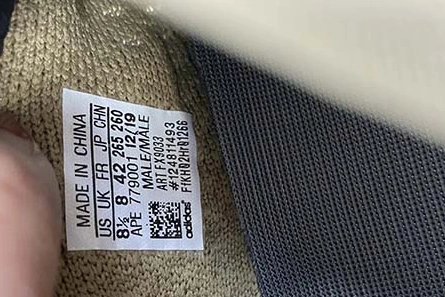 MADE IN CHINA
US UK FR JP CHN
8½ 8 42 265 260
APE 779001 12/19
MALE/MALE
ART FX9033
#124811493
adidas